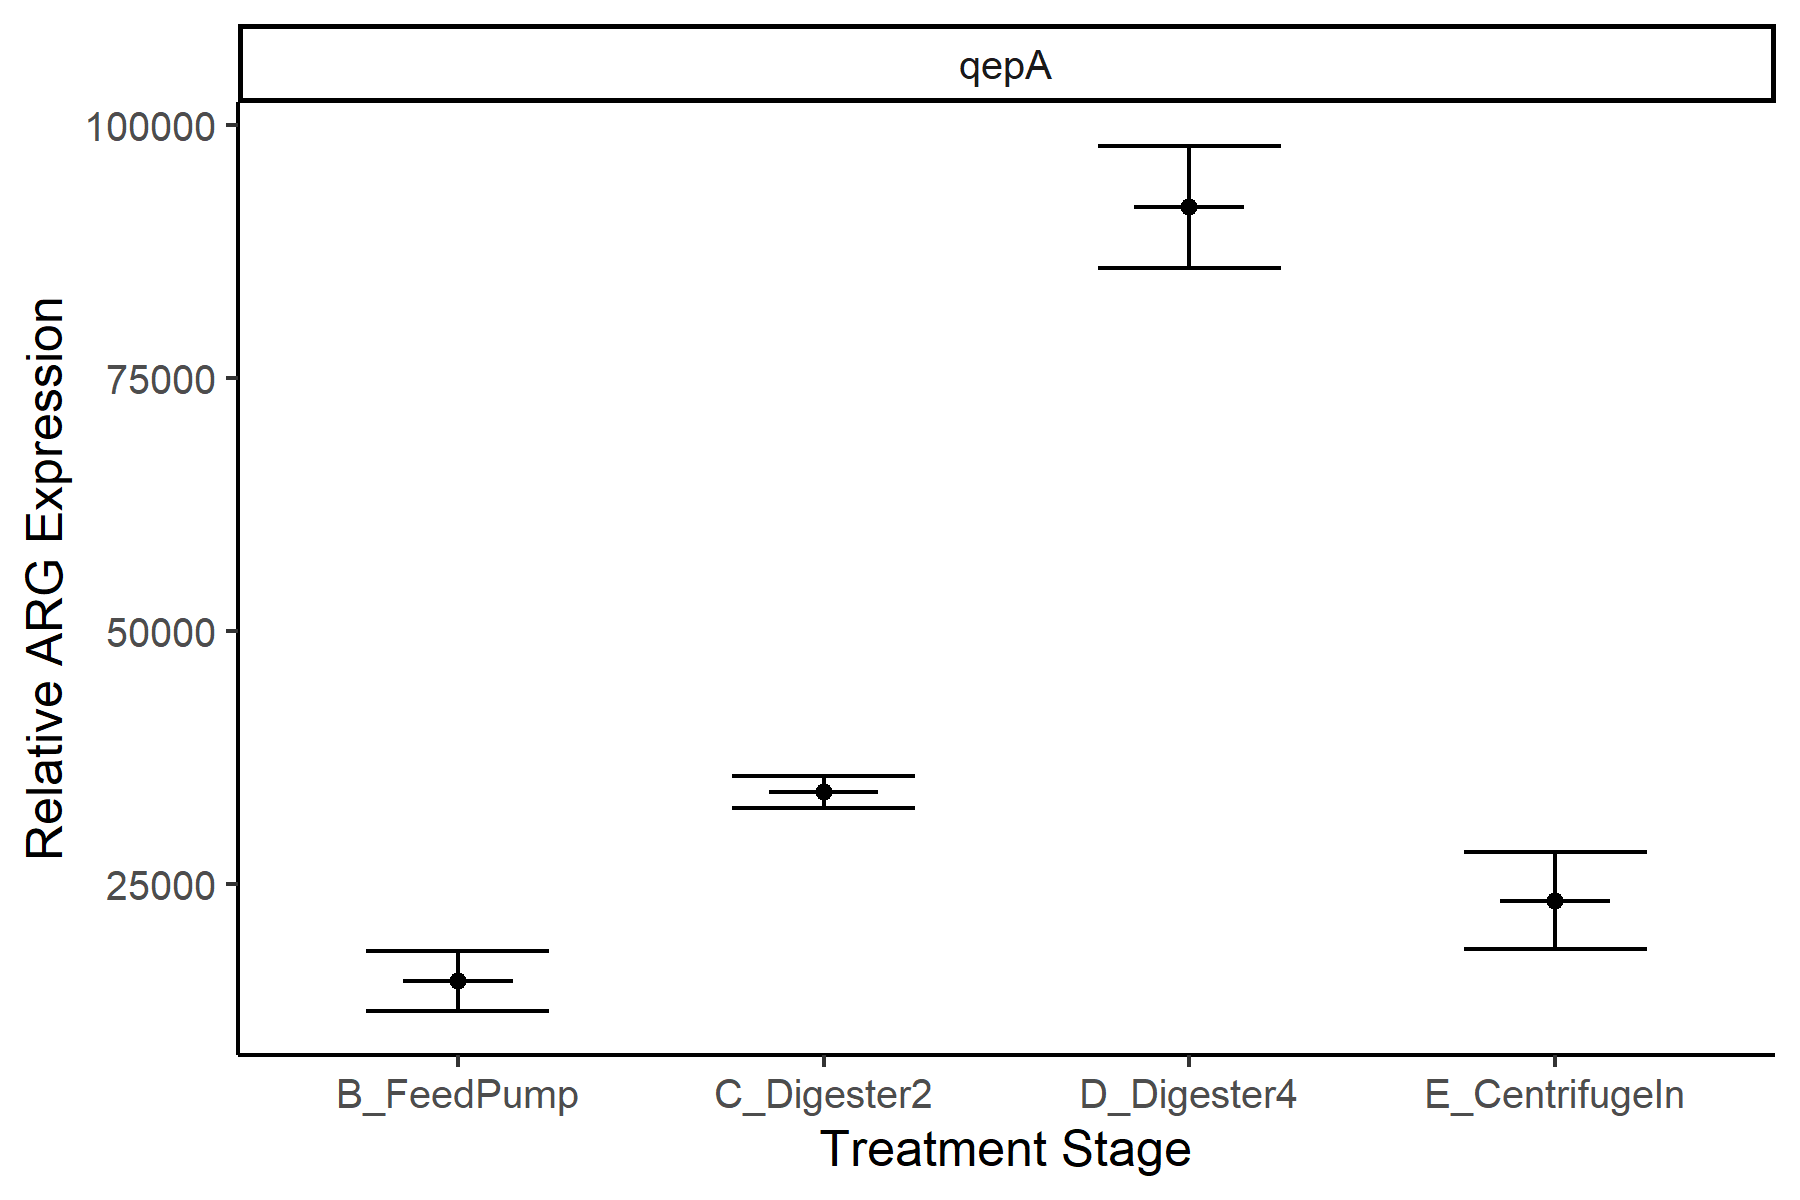 qepA
100000
75000
50000
25000
Relative ARG Expression
B_FeedPump
C_Digester2
D_Digester4
E_CentrifugeIn
Treatment Stage